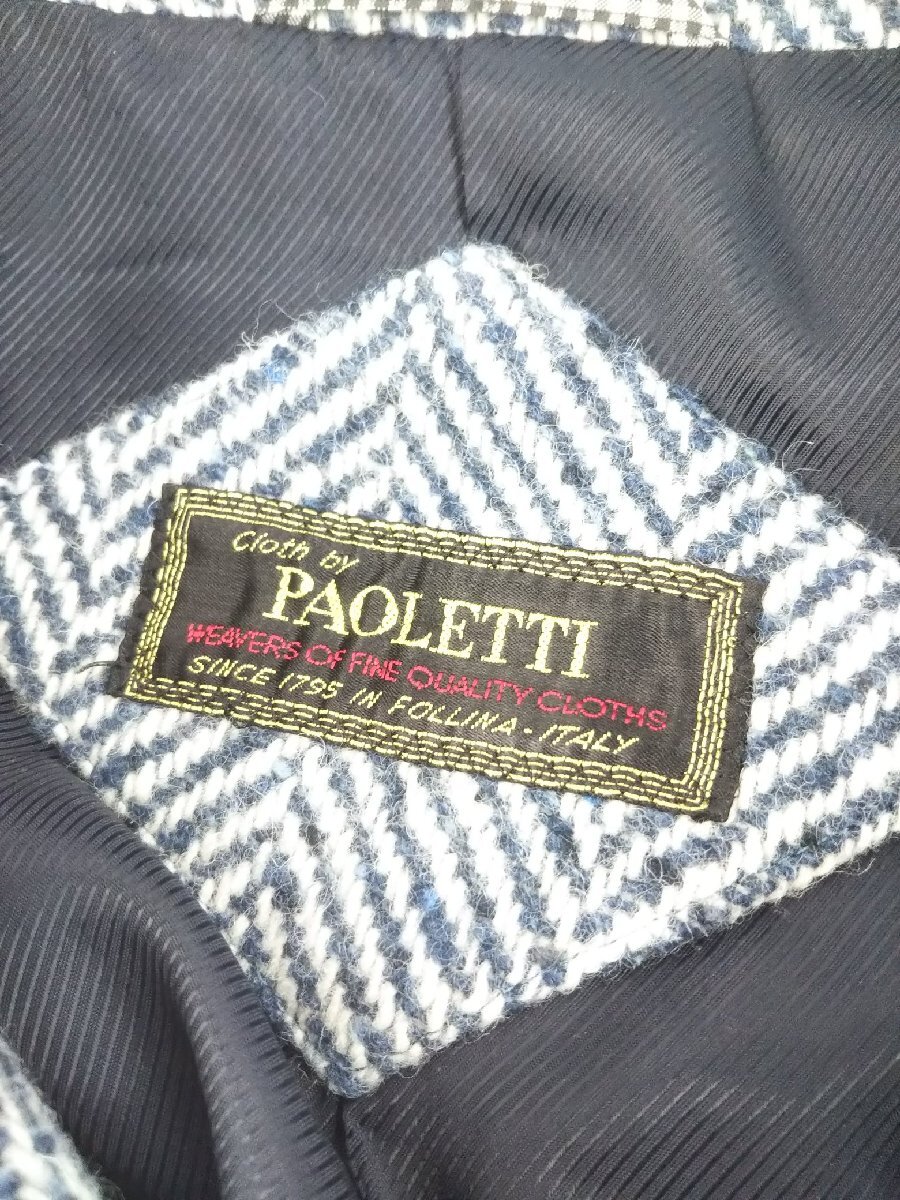 Cloth by
PAOLETTI
WEAVERS OF FINE QUALITY CLOTHS
SINCE 1795 IN FOLLINA - ITALY